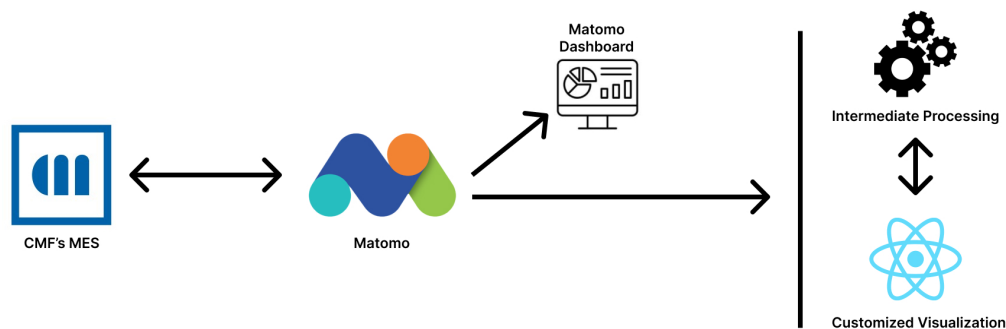 Matomo
Dashboard
Intermediate Processing
CMF's MES
Matomo
Customized Visualization